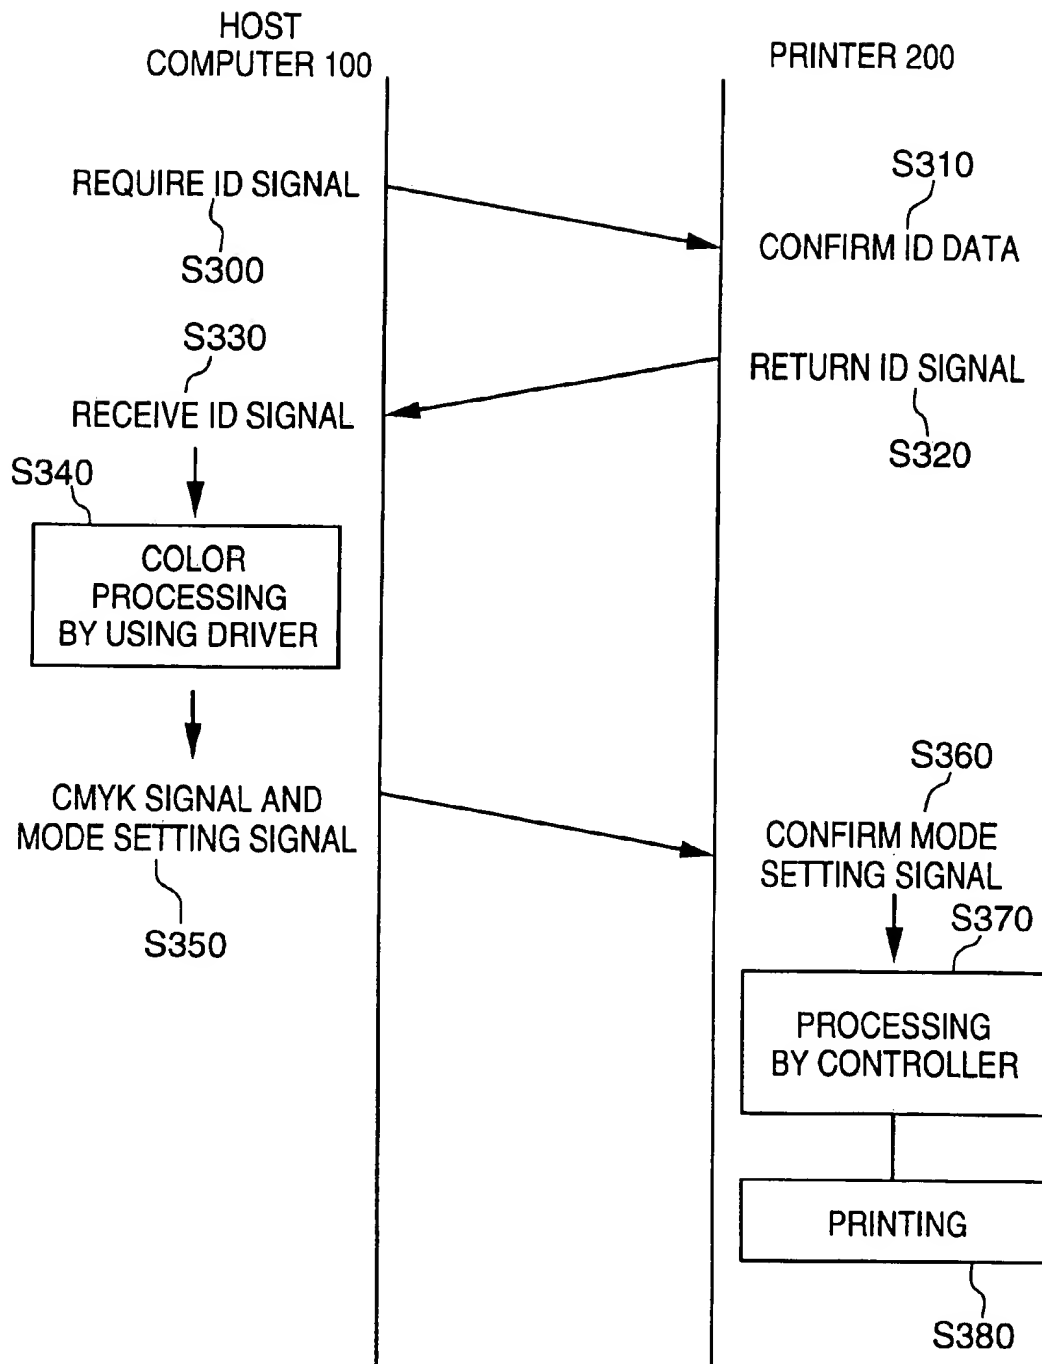 HOST
COMPUTER 100
PRINTER 200
REQUIRE ID SIGNAL
S300
S310
CONFIRM ID DATA
S330
RECEIVE ID SIGNAL
RETURN ID SIGNAL
S320
S340
COLOR
PROCESSING
BY USING DRIVER
CMYK SIGNAL AND
MODE SETTING SIGNAL
S350
S360
CONFIRM MODE
SETTING SIGNAL
S370
PROCESSING
BY CONTROLLER
PRINTING
S380